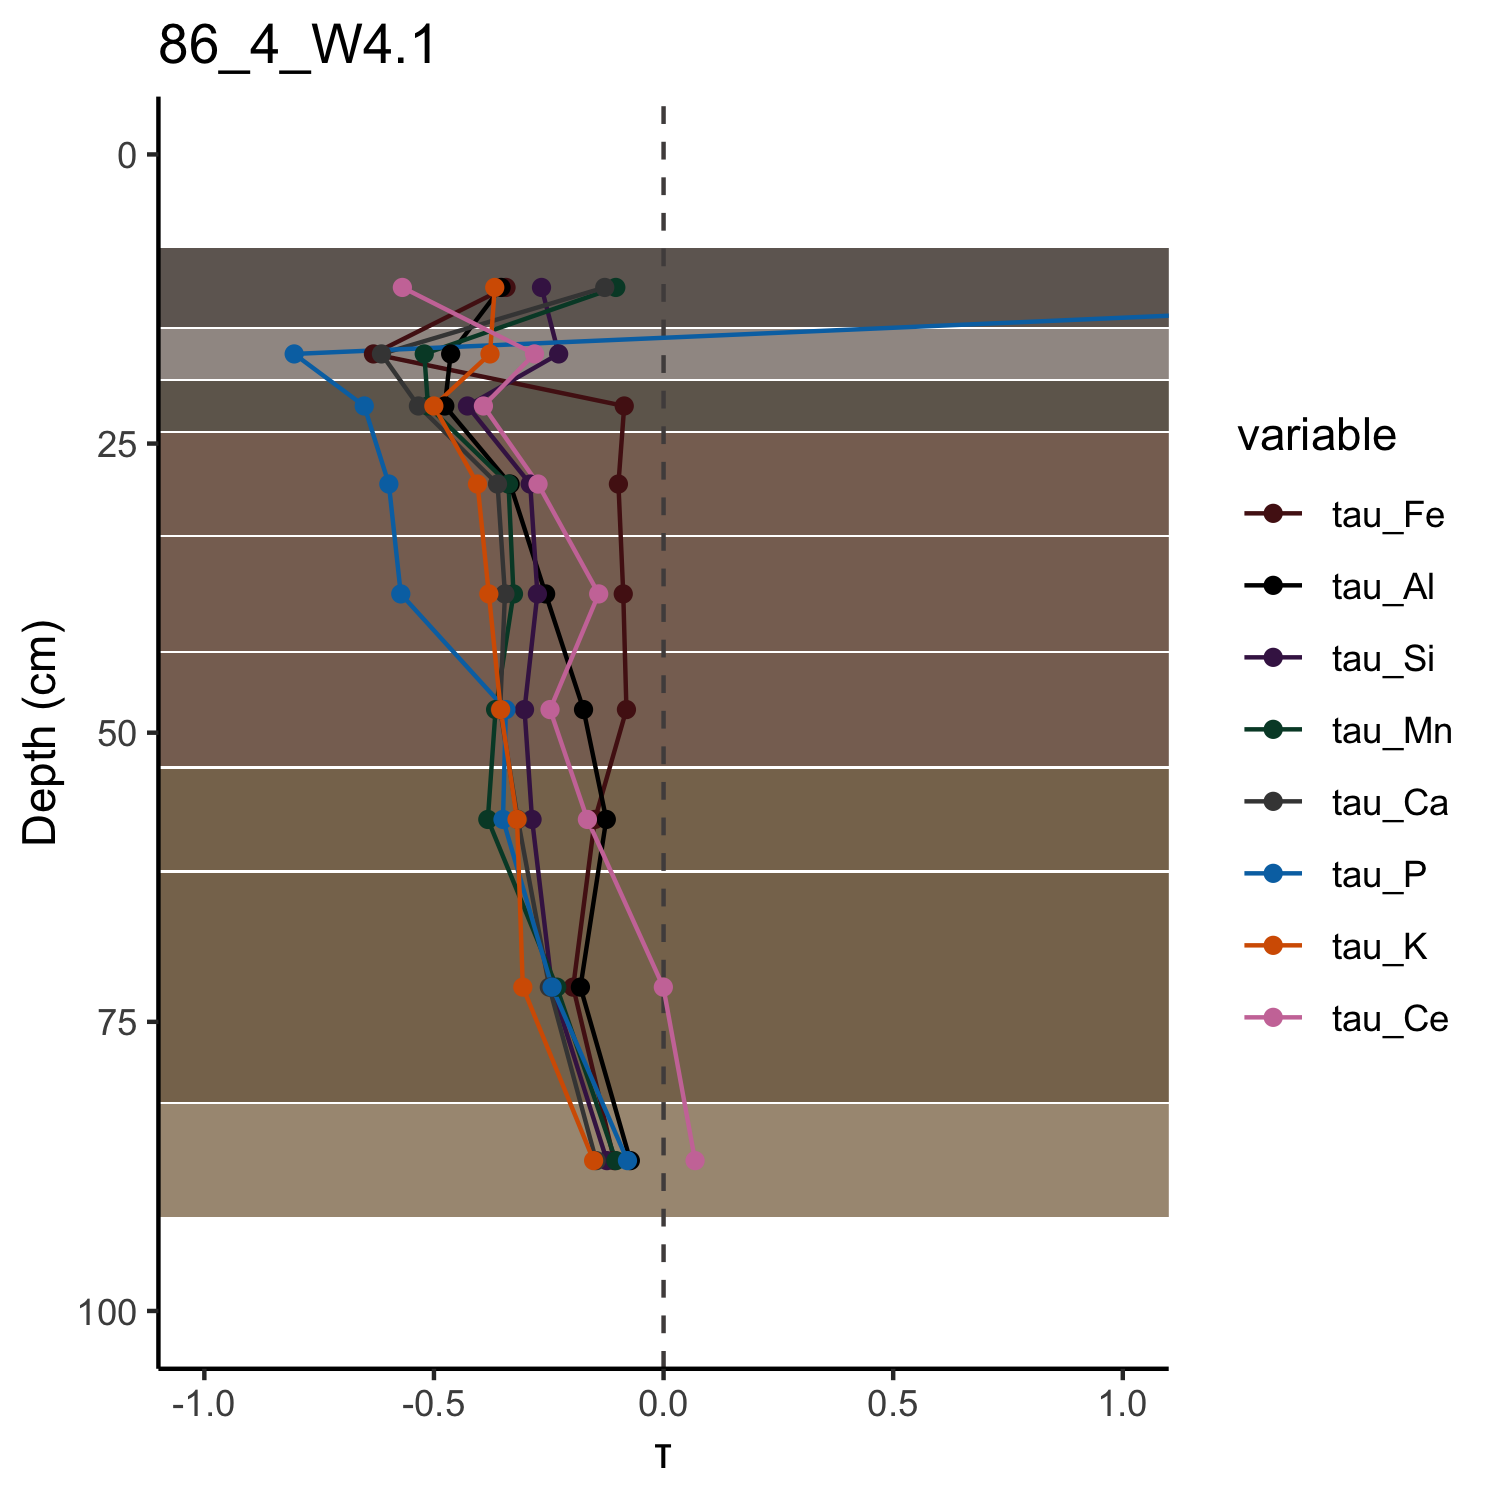 86_4_W4.1
0
25
50
75
100
Depth (cm)
-1.0 -0.5 0.0 0.5 1.0
τ
variable
tau_Fe
tau_Al
tau_Si
tau_Mn
tau_Ca
tau_P
tau_K
tau_Ce